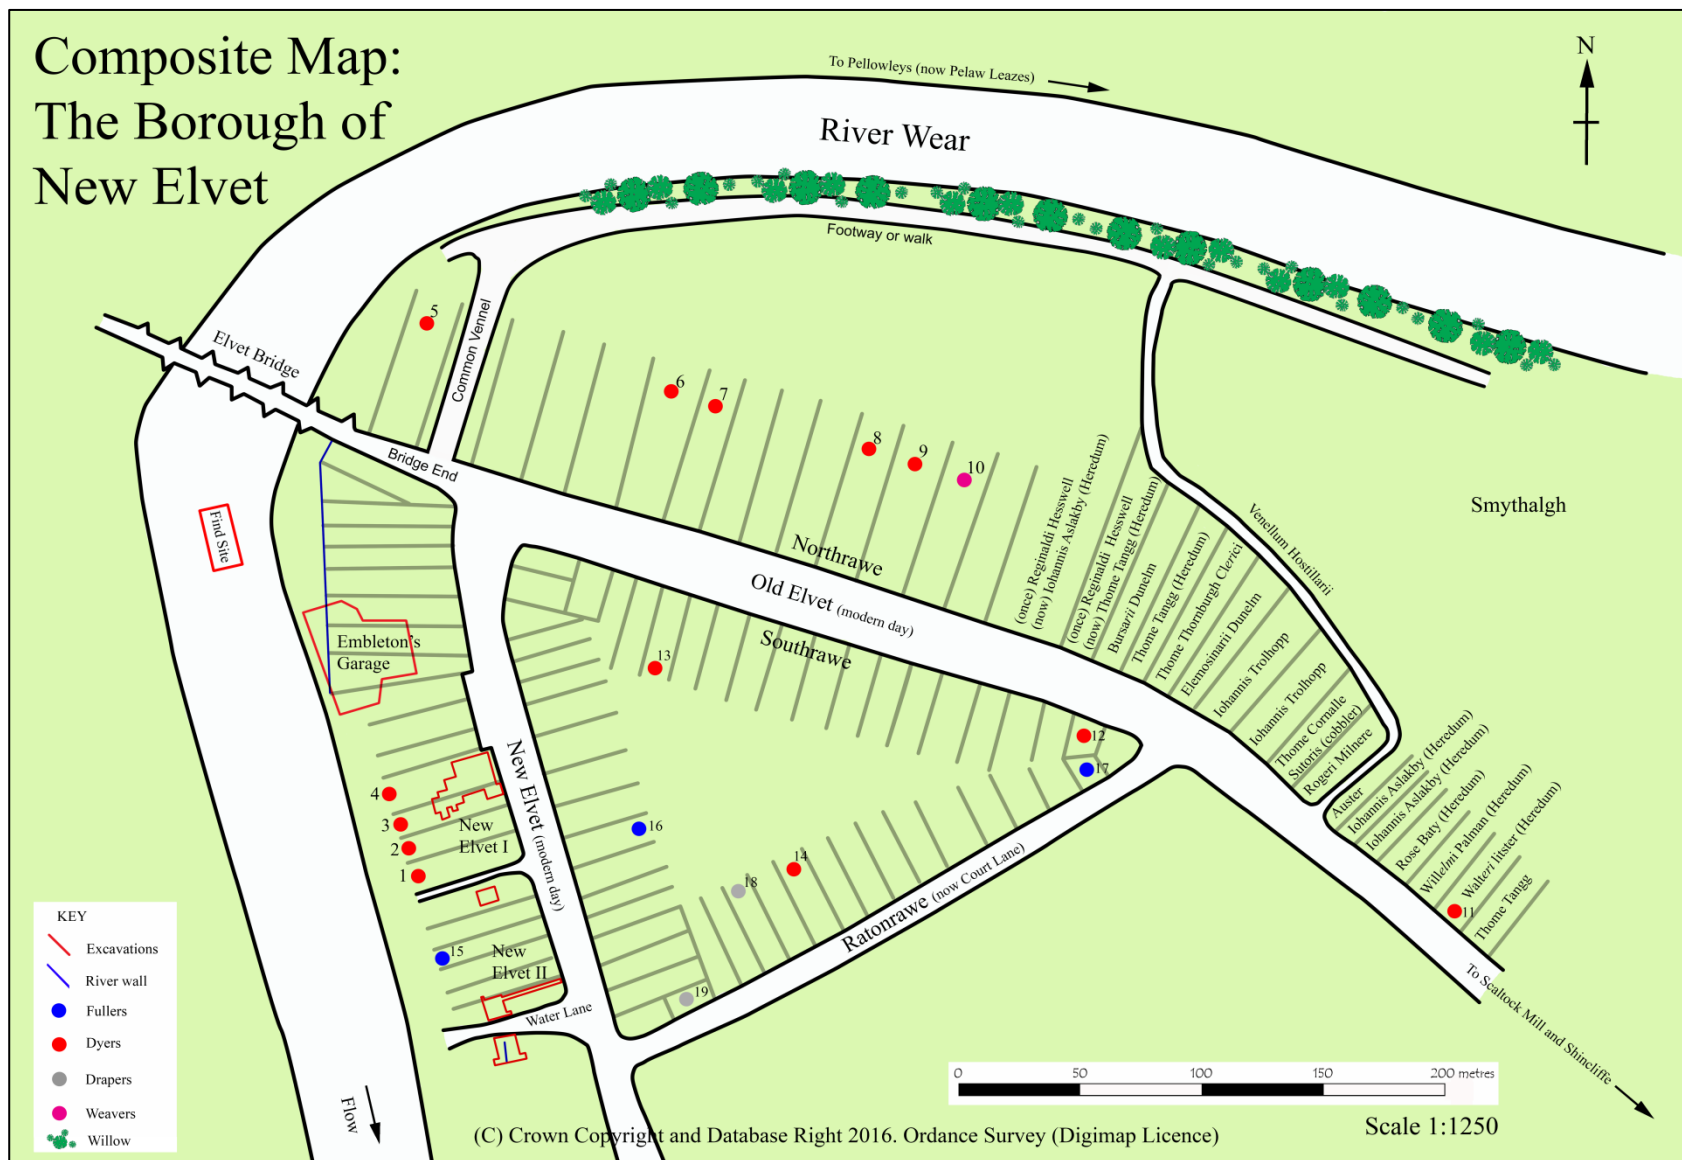 Composite Map:
The Borough of
New Elvet
To Pellowleys (now Pelaw Leazes)
N
River Wear
Footway or walk
Elvet Bridge
Common Vennel
Bridge End
5
6
7
8
9
10
Northrawe
Old Elvet (modern day)
Southrawe
(once) Reginaldi Hesswell
(now) Iohannis Aslakby (Heredum)
(once) Reginaldi Hesswell
(now) Thome Tangg (Heredum)
Bursarii Dunelm
Thome Tangg (Heredum)
Thome Thornburgh Clerici
Elemosinarii Dunelm
Iohannis Trolhopp
Iohannis Trolhopp
Thome Cornalle
Sutoris (cobbler)
Rogeri Milnere
Venellum Hostillarii
Smythalgh
Auster
Iohannis Aslakby (Heredum)
Iohannis Aslakby (Heredum)
Rose Baty (Heredum)
Willelmi Palman (Heredum)
Walteri litster (Heredum)
Thome Tangg
11
To Scaltock Mill and Shincliffe
Find Site
Embleton's
Garage
13
12
17
New Elvet (modern day)
4
3
2
1
New
Elvet I
16
14
18
Ratonrawe (now Court Lane)
15
New
Elvet II
19
Water Lane
Flow
KEY
Excavations
River wall
Fullers
Dyers
Drapers
Weavers
Willow
0 50 100 150 200 metres
Scale 1:1250
(C) Crown Copyright and Database Right 2016. Ordance Survey (Digimap Licence)